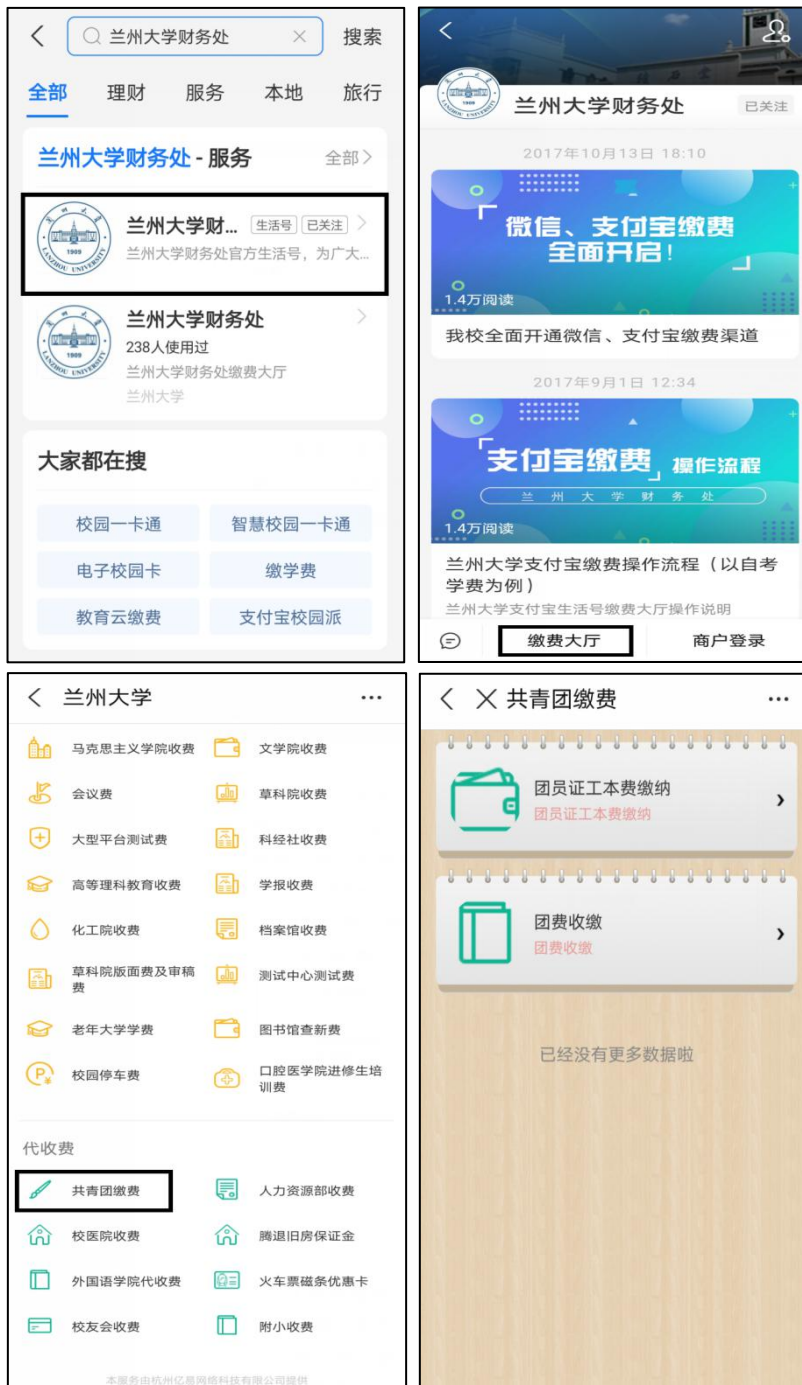 兰州大学财务处
搜索
全部 理财 服务 本地 旅行
兰州大学财务处 - 服务 全部
兰州大学财... 生活号 已关注
兰州大学财务处官方生活号，为广大...
兰州大学财务处
238人使用过
兰州大学财务处缴费大厅
兰州大学
大家都在搜
校园一卡通 智慧校园一卡通
电子校园卡 缴学费
教育云缴费 支付宝校园派
兰州大学财务处 已关注
2017年10月13日 18:10
微信、支付宝缴费
全面开启！
1.4万阅读
我校全面开通微信、支付宝缴费渠道
2017年9月1日 12:34
「支付宝缴费」操作流程
兰州大学财务处
1.4万阅读
兰州大学支付宝缴费操作流程（以自考
学费为例）
兰州大学支付宝生活号缴费大厅操作说明
缴费大厅 商户登录
兰州大学
马克思主义学院收费 文学院收费
会议费 草科院收费
大型平台测试费 科经社收费
高等理科教育收费 学报收费
化工院收费 档案馆收费
草科院版面费及审稿
费
测试中心测试费
老年大学学费 图书馆查新费
校园停车费
口腔医学院进修生培
训费
代收费
共青团缴费 人力资源部收费
校医院收费 腾退旧房保证金
外国语学院代收费 火车票磁条优惠卡
校友会收费 附小收费
本服务由杭州亿易网络科技有限公司提供
共青团缴费
团员证工本费缴纳
团员证工本费缴纳
团费收缴
团费收缴
已经没有更多数据啦